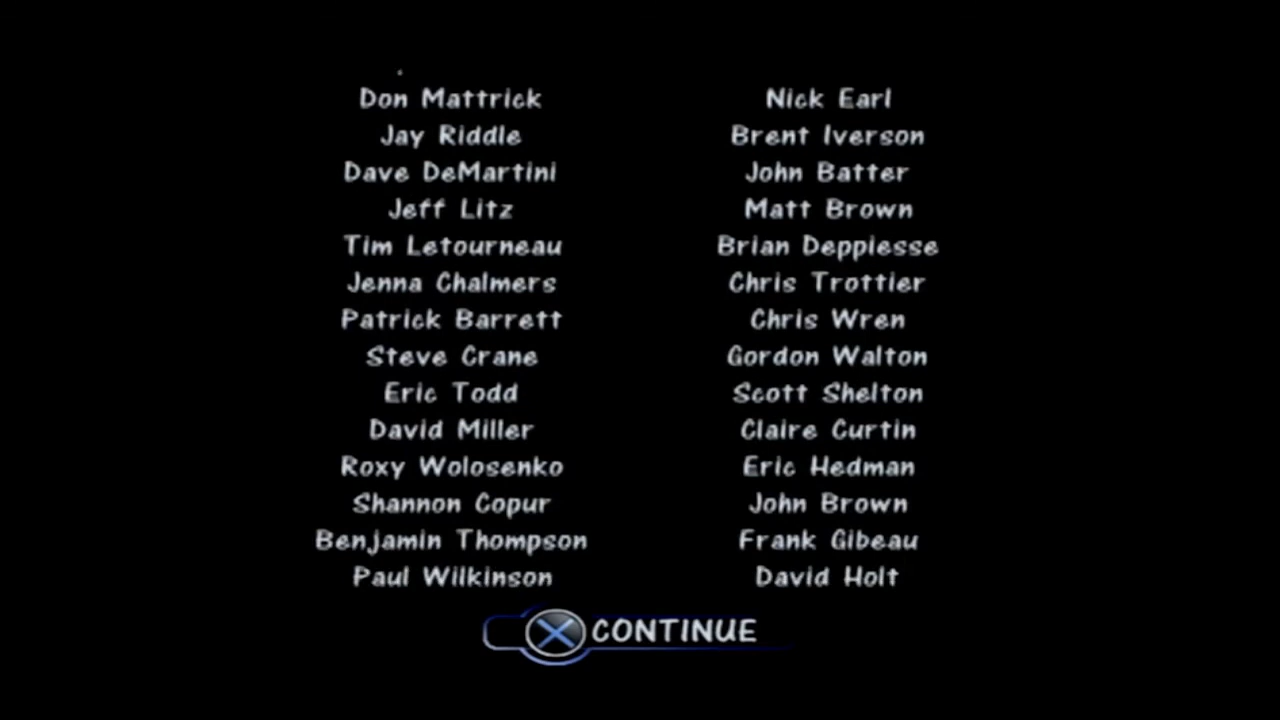 Don Mattrick Nick Earl
Jay Riddle Brent Iverson
Dave DeMartini John Batter
Jeff Litz Matt Brown
Tim Letourneau Brian Deppiesse
Jenna Chalmers Chris Trottier
Patrick Barrett Chris Wren
Steve Crane Gordon Walton
Eric Todd Scott Shelton
David Miller Claire Curtin
Roxy Wolosenko Eric Hedman
Shannon Copur John Brown
Benjamin Thompson Frank Gibeau
Paul Wilkinson David Holt
CONTINUE